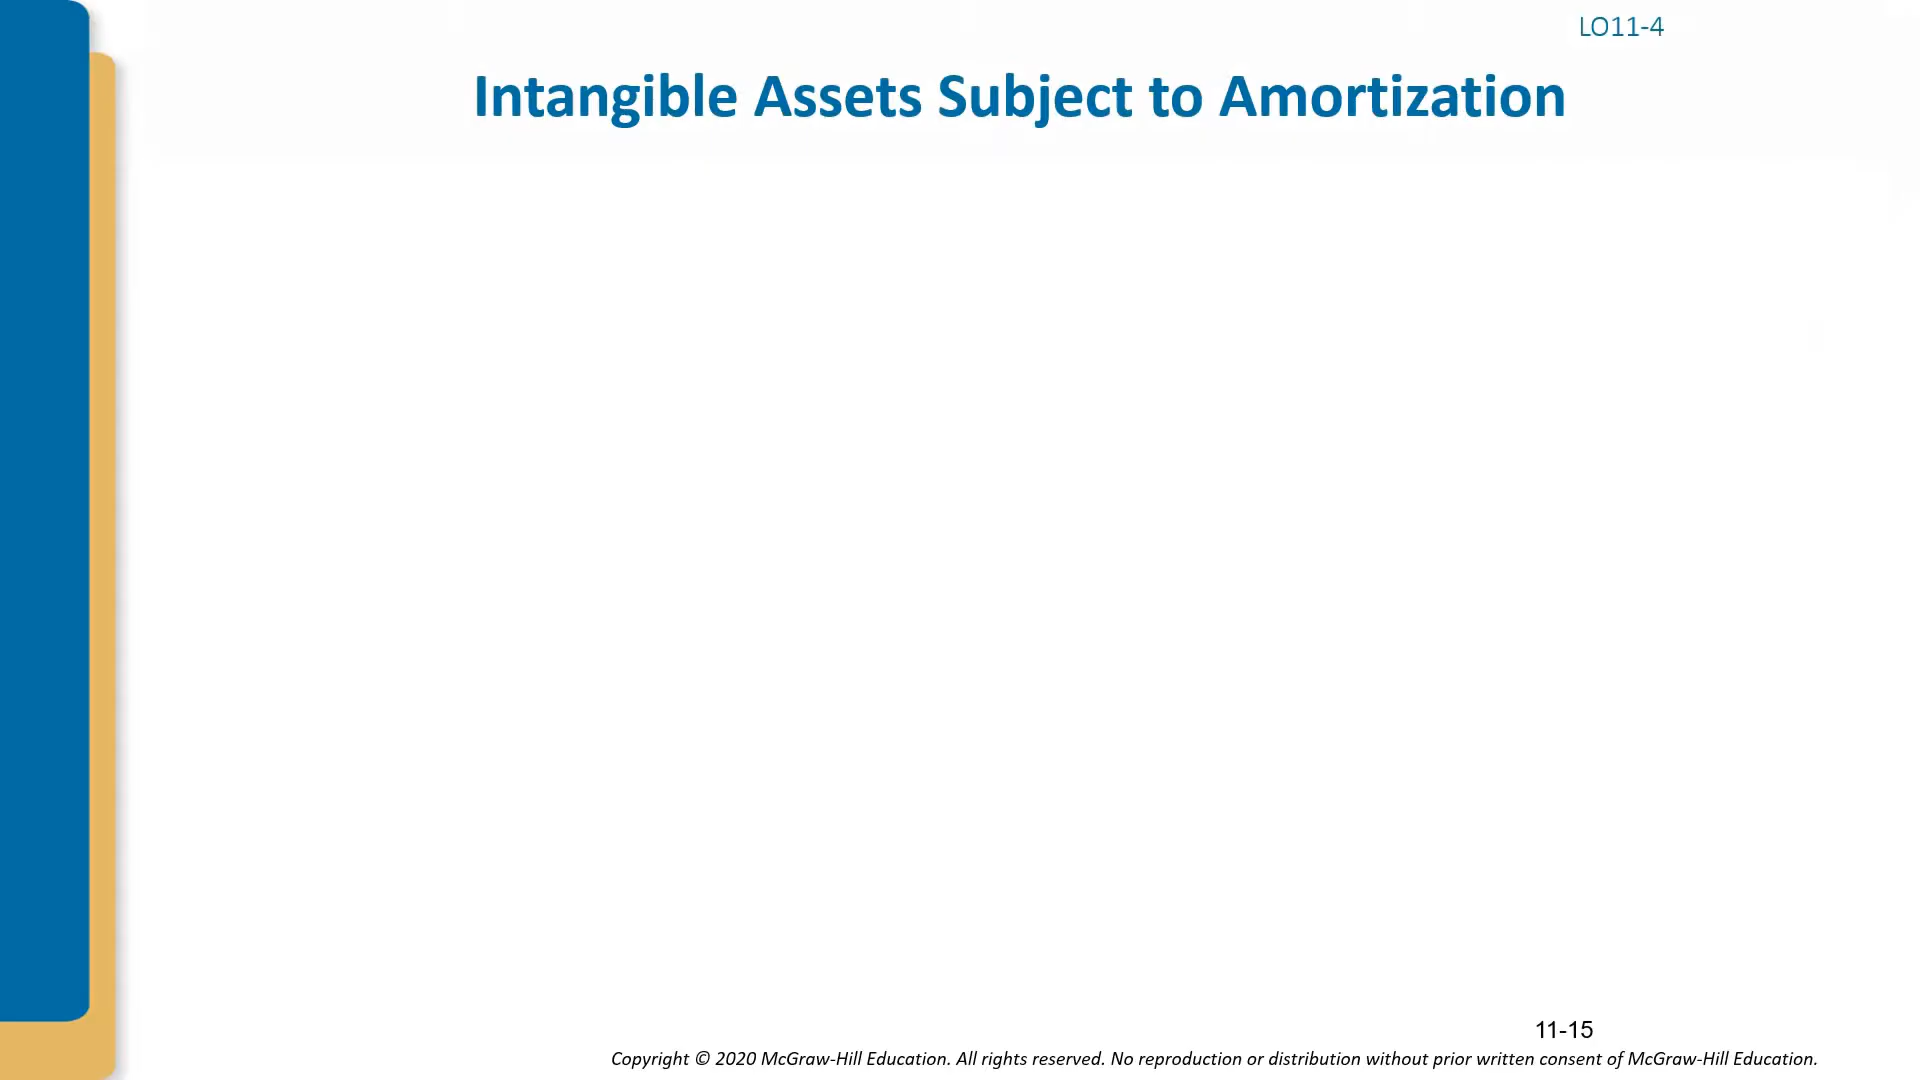 LO11-4
Intangible Assets Subject to Amortization
11-15
Copyright © 2020 McGraw-Hill Education. All rights reserved. No reproduction or distribution without prior written consent of McGraw-Hill Education.